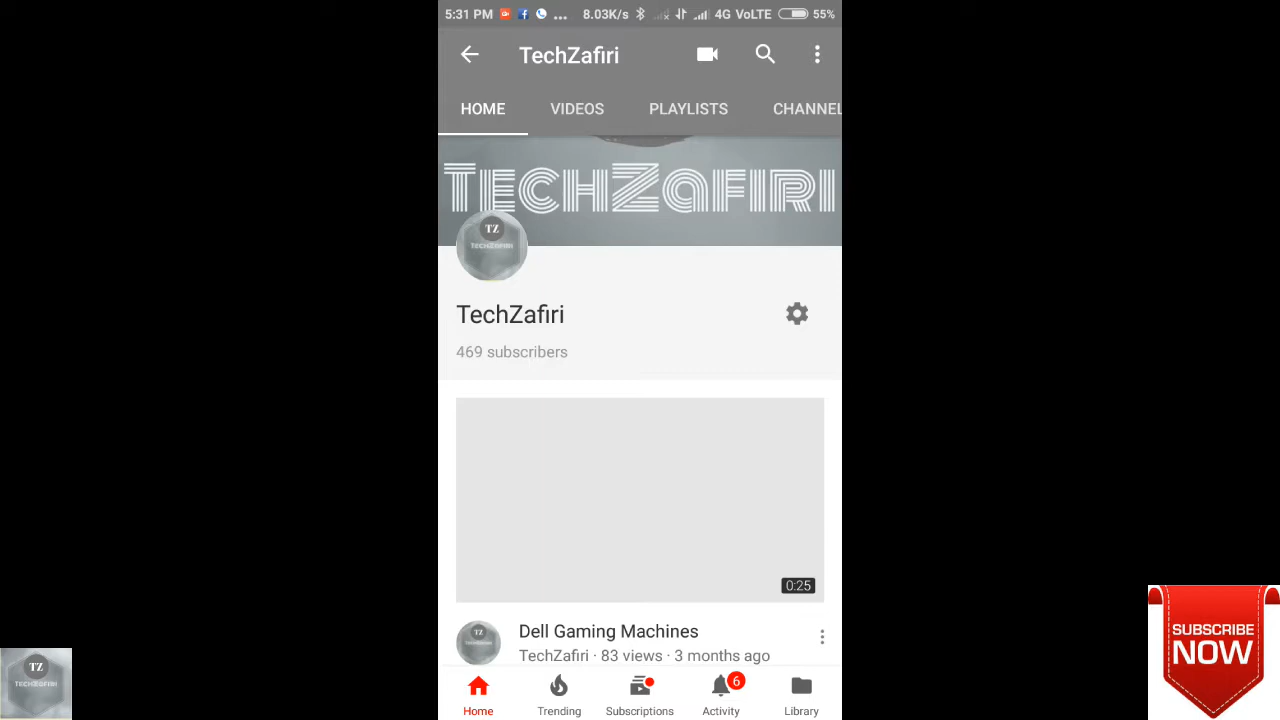 5:31 PM ... 8.03K/s 4G VoLTE 55%
TechZafiri
HOME VIDEOS PLAYLISTS CHANNEL
TECHZAFIRI
TZ
TECHZAFIRI
TechZafiri
469 subscribers
0:25
TZ
Dell Gaming Machines
TechZafiri · 83 views · 3 months ago
6
Home Trending Subscriptions Activity Library
TZ
TECHZAFIRI
SUBSCRIBE
NOW